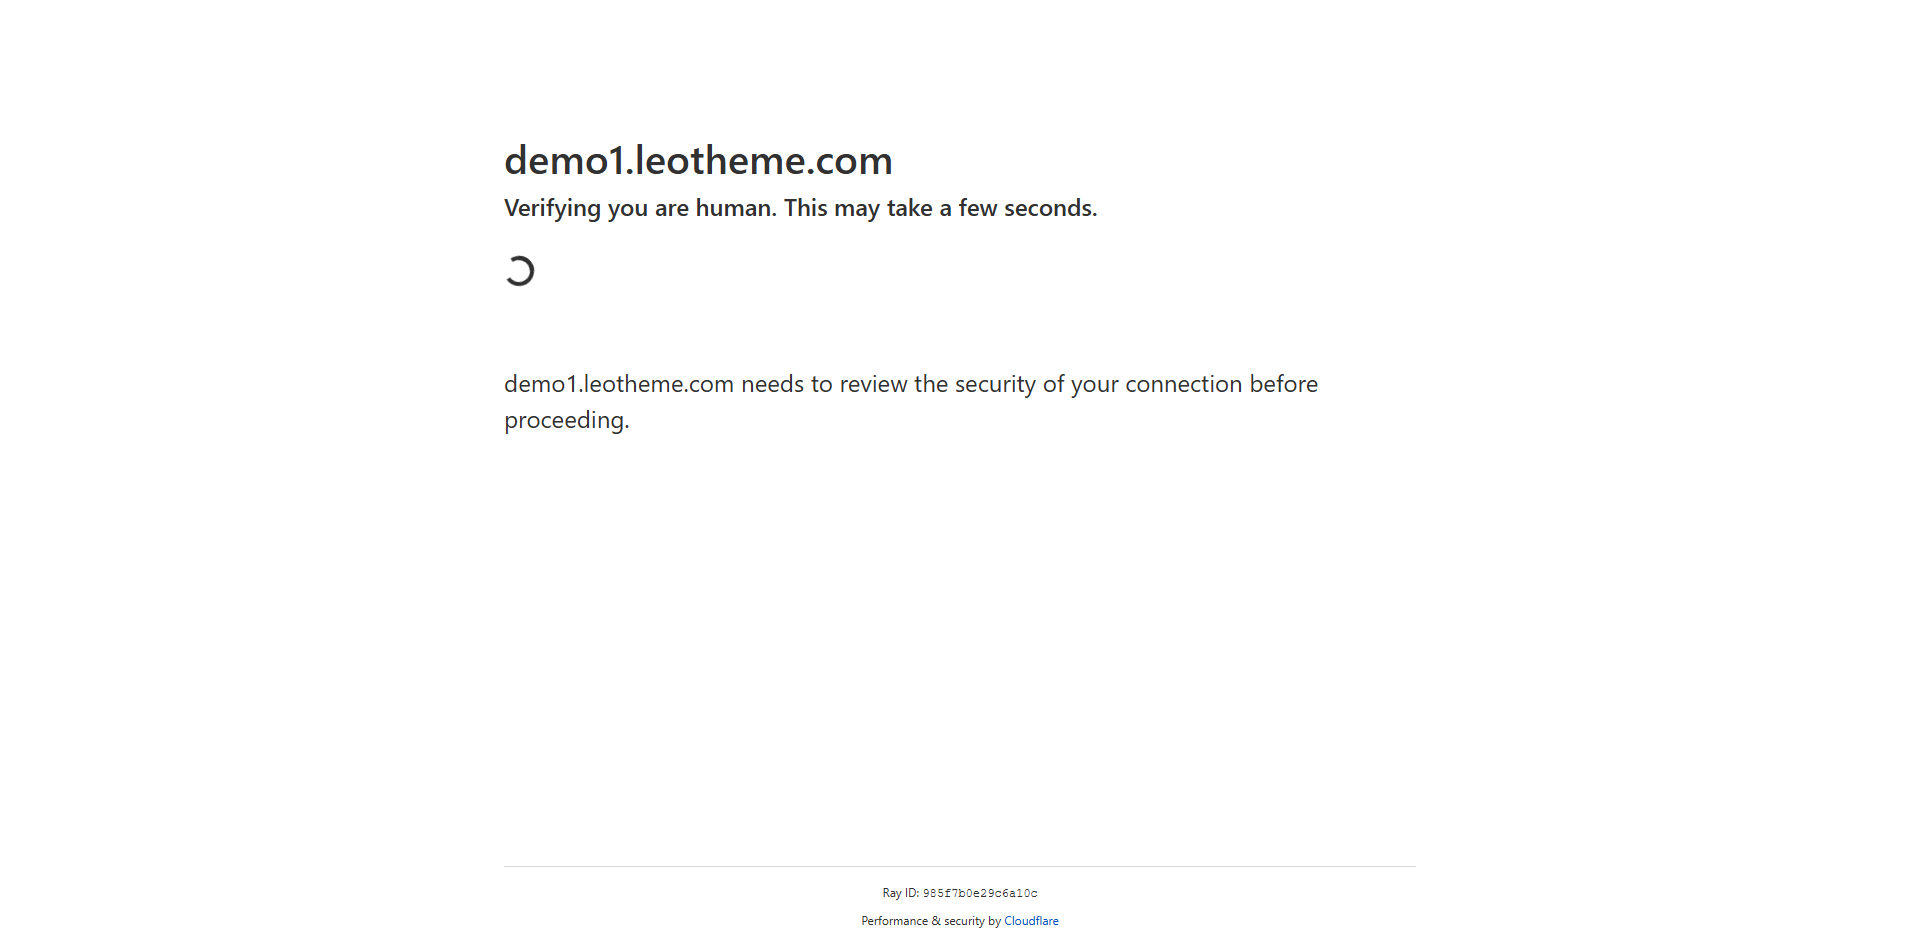 demo1.leotheme.com
Verifying you are human. This may take a few seconds.
demo1.leotheme.com needs to review the security of your connection before
proceeding.
Ray ID: 985f7b0e29c6a10c
Performance & security by Cloudflare